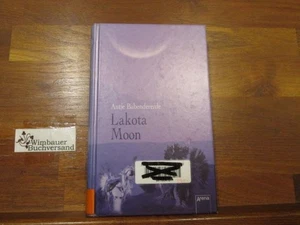 Antje Babendererde
Lakota
Moon
Wimbauer
Buchversand
Arena